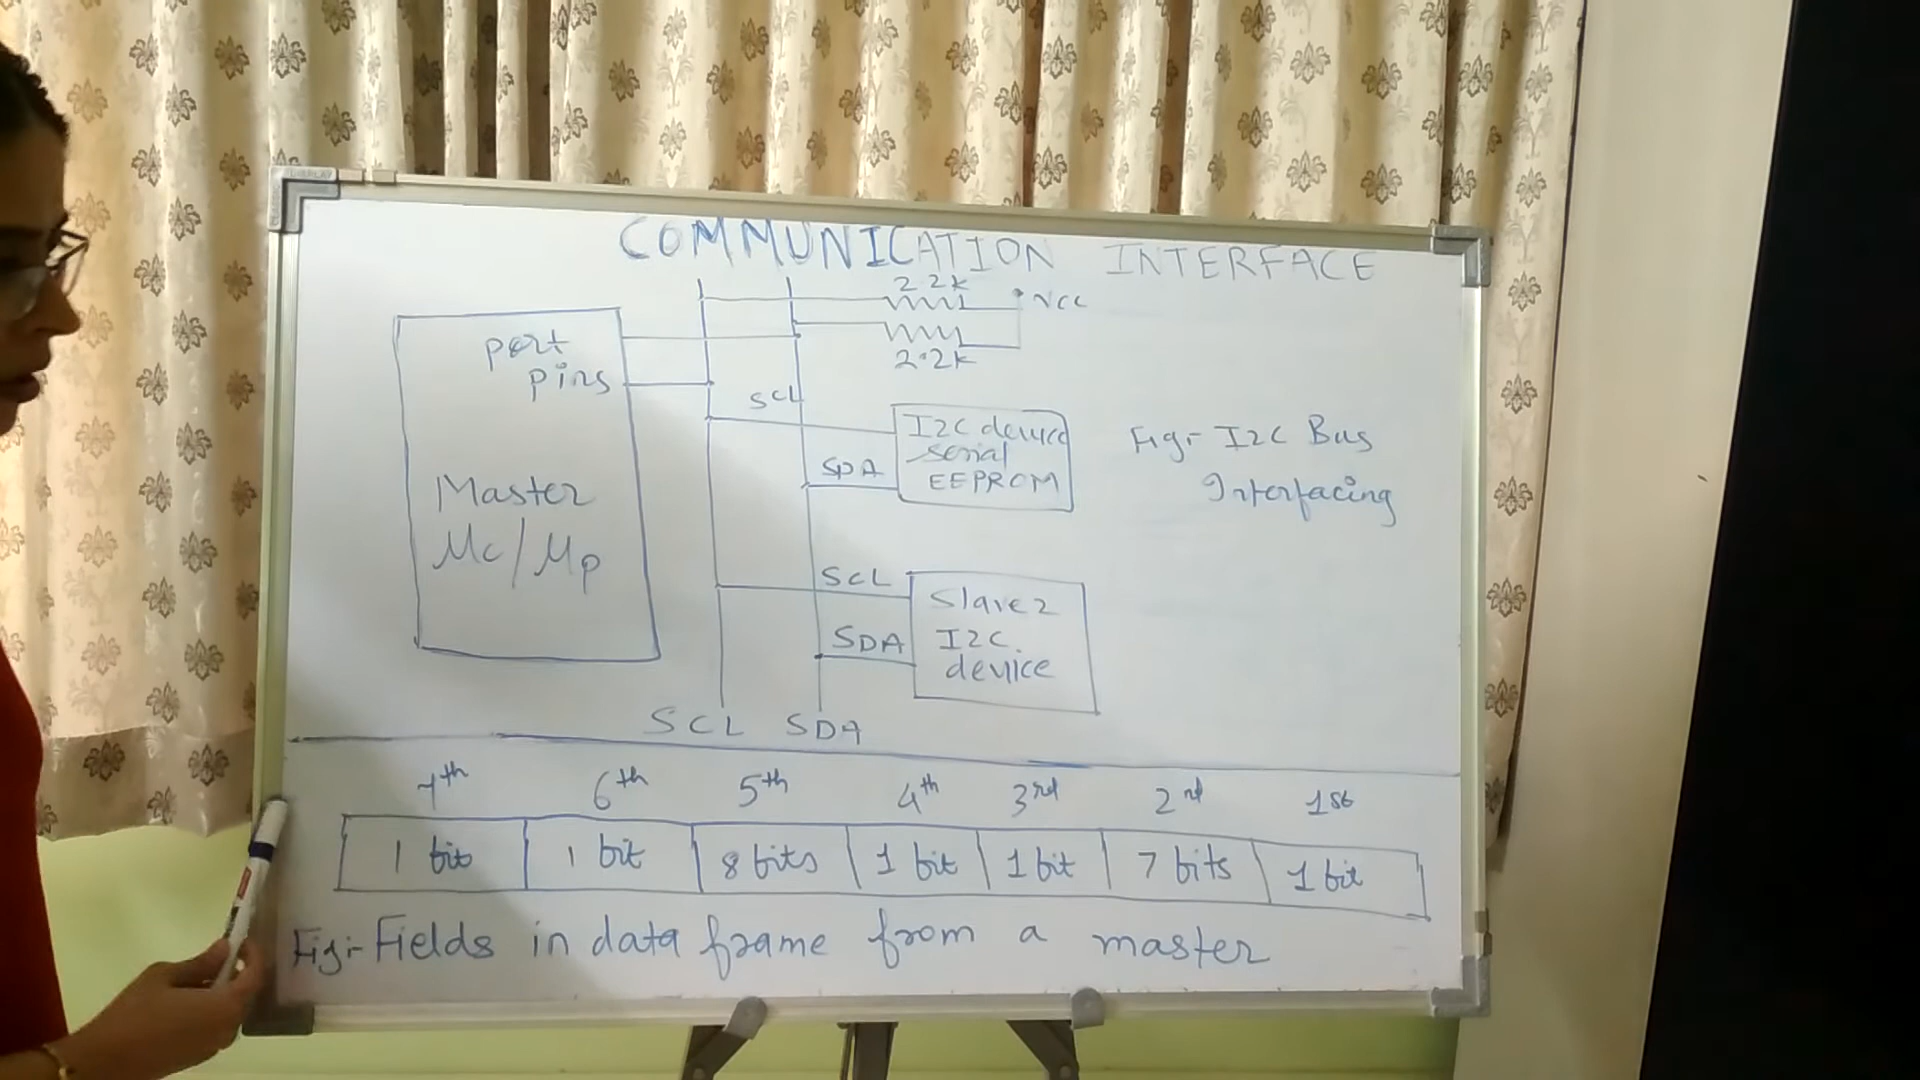 COMMUNICATION INTERFACE
2.2K
VCC
2.2K
port
pins
SCL
I2C device
serial
EEPROM
SDA
Fig:- I2C Bus
Interfacing
Master
Mc/Mp
SCL
Slave 2
I2C
device
SDA
SCL SDA
7th 6th 5th 4th 3rd 2nd 1st
1 bit 1 bit 8 bits 1 bit 1 bit 7 bits 1 bit
Fig:- Fields in data frame from a master